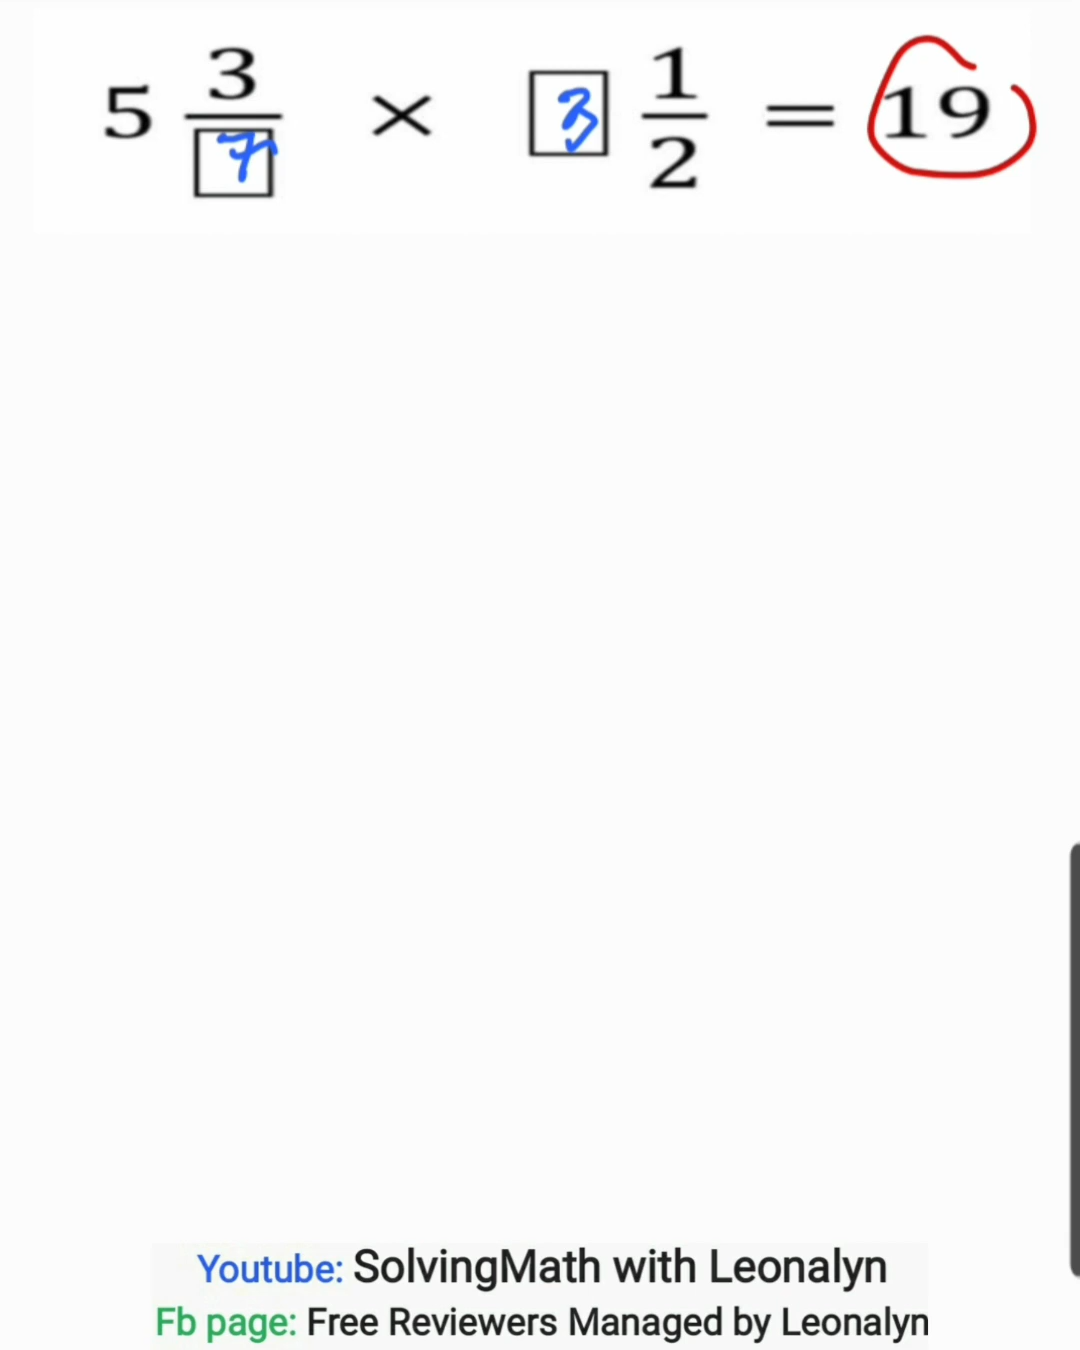 5 3/7 × 3 1/2 = 19
Youtube: SolvingMath with Leonalyn
Fb page: Free Reviewers Managed by Leonalyn